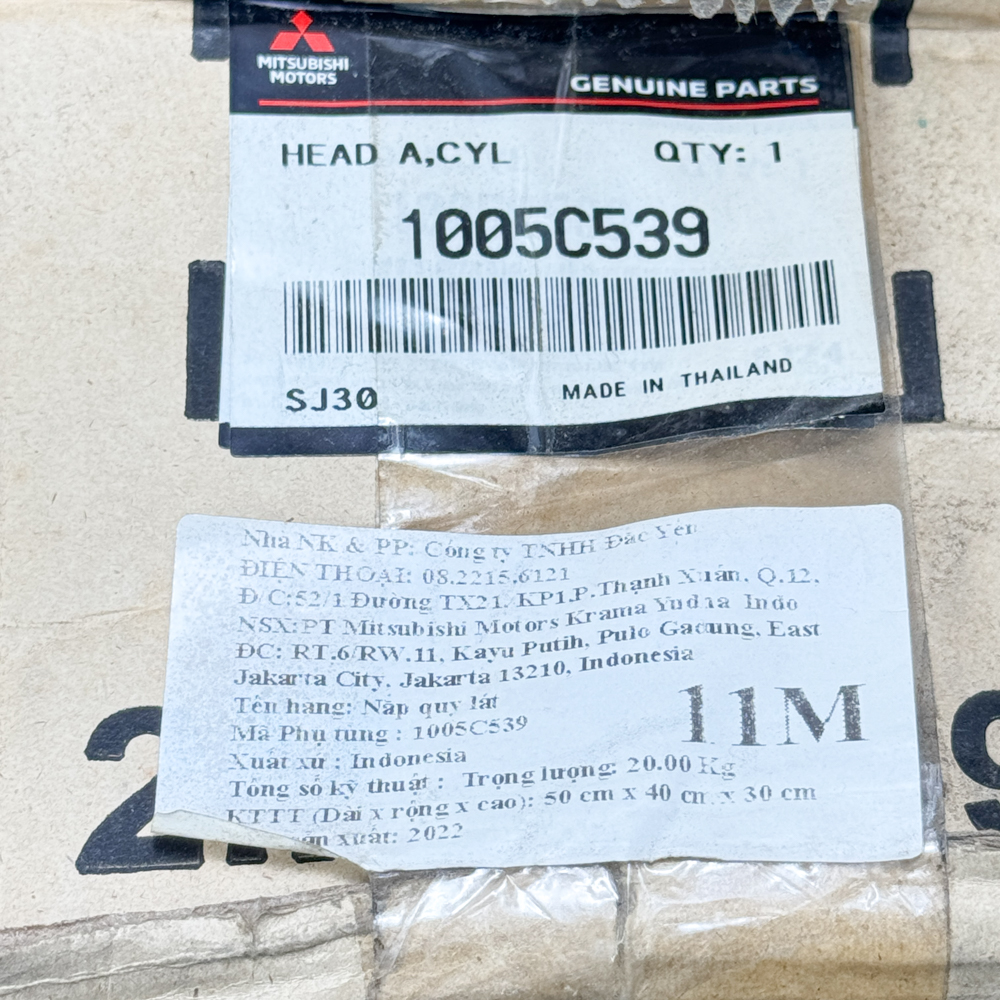 MITSUBISHI
MOTORS
GENUINE PARTS
HEAD A,CYL QTY: 1
1005C539
SJ30 MADE IN THAILAND
Nhà NK & PP: Công ty TNHH Đắc Yến
ĐIỆN THOẠI: 08.2215.6121
Đ/C:52/1 Đường TX21, KP1,P.Thạnh Xuân, Q.12,
NSX:PT Mitsubishi Motors Krama Yudha Indo
ĐC: RT.6/RW.11, Kayu Putih, Pulo Gadung, East
Jakarta City, Jakarta 13210, Indonesia
Tên hàng: Nắp quy lát
Mã Phụ tùng : 1005C539
11M
Xuất xứ : Indonesia
Tổng số kỹ thuật : Trọng lượng: 20.00 Kg
KTTT (Dài x rộng x cao): 50 cm x 40 cm x 30 cm
xuất: 2022
2
9